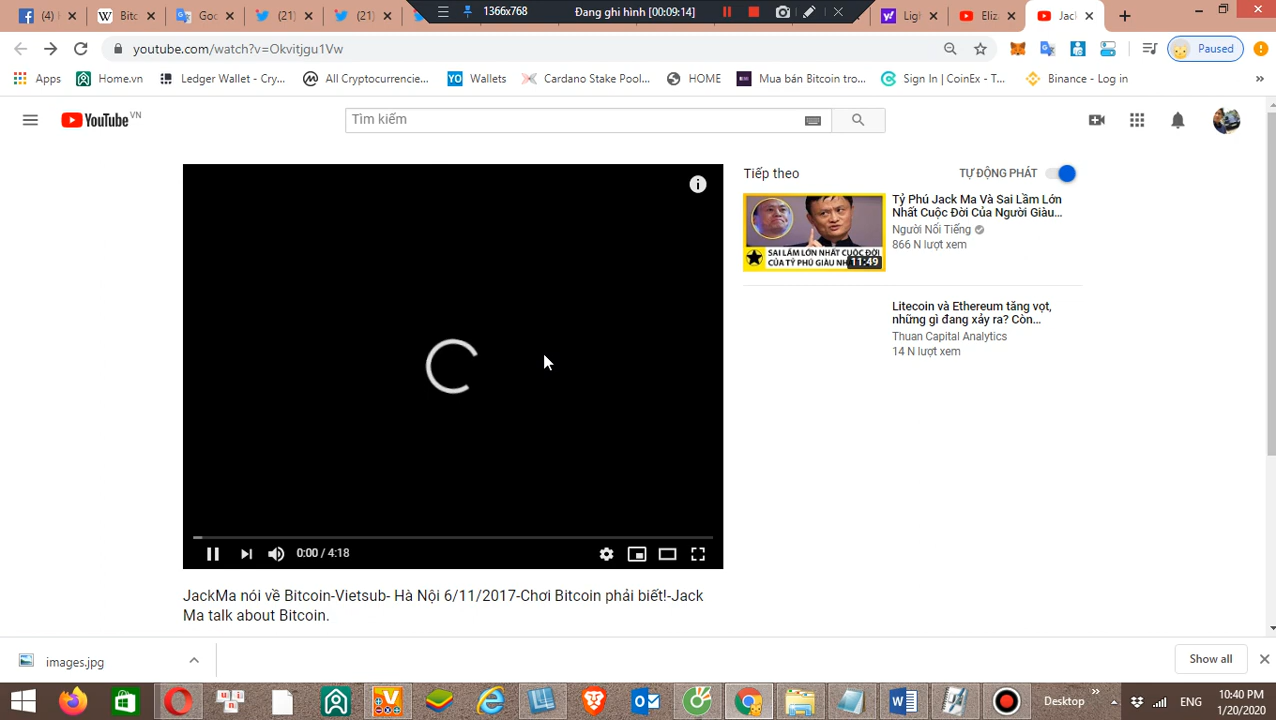 (4)
Bitc
Goc
(21)
(21)
1366x768
Đang ghi hình [00:09:14]
Ligh
Eliza
Jack
youtube.com/watch?v=Okvitjgu1Vw
Paused
Apps
Home.vn
Ledger Wallet - Cry...
All Cryptocurrencie...
YO Wallets
Cardano Stake Pool...
HOME
Mua bán Bitcoin tro...
Sign In | CoinEx - T...
Binance - Log in
»
YouTube VN
Tìm kiếm
Tiếp theo
TỰ ĐỘNG PHÁT
SAI LẦM LỚN NHẤT CUỘC ĐỜI
CỦA TỶ PHÚ GIÀU NH
11:49
Tỷ Phú Jack Ma Và Sai Lầm Lớn
Nhất Cuộc Đời Của Người Giàu...
Người Nổi Tiếng
866 N lượt xem
Litecoin và Ethereum tăng vọt,
những gì đang xảy ra? Còn...
Thuan Capital Analytics
14 N lượt xem
0:00 / 4:18
JackMa nói về Bitcoin-Vietsub- Hà Nội 6/11/2017-Chơi Bitcoin phải biết!-Jack
Ma talk about Bitcoin.
images.jpg
Show all
Desktop
»
ENG
10:40 PM
1/20/2020